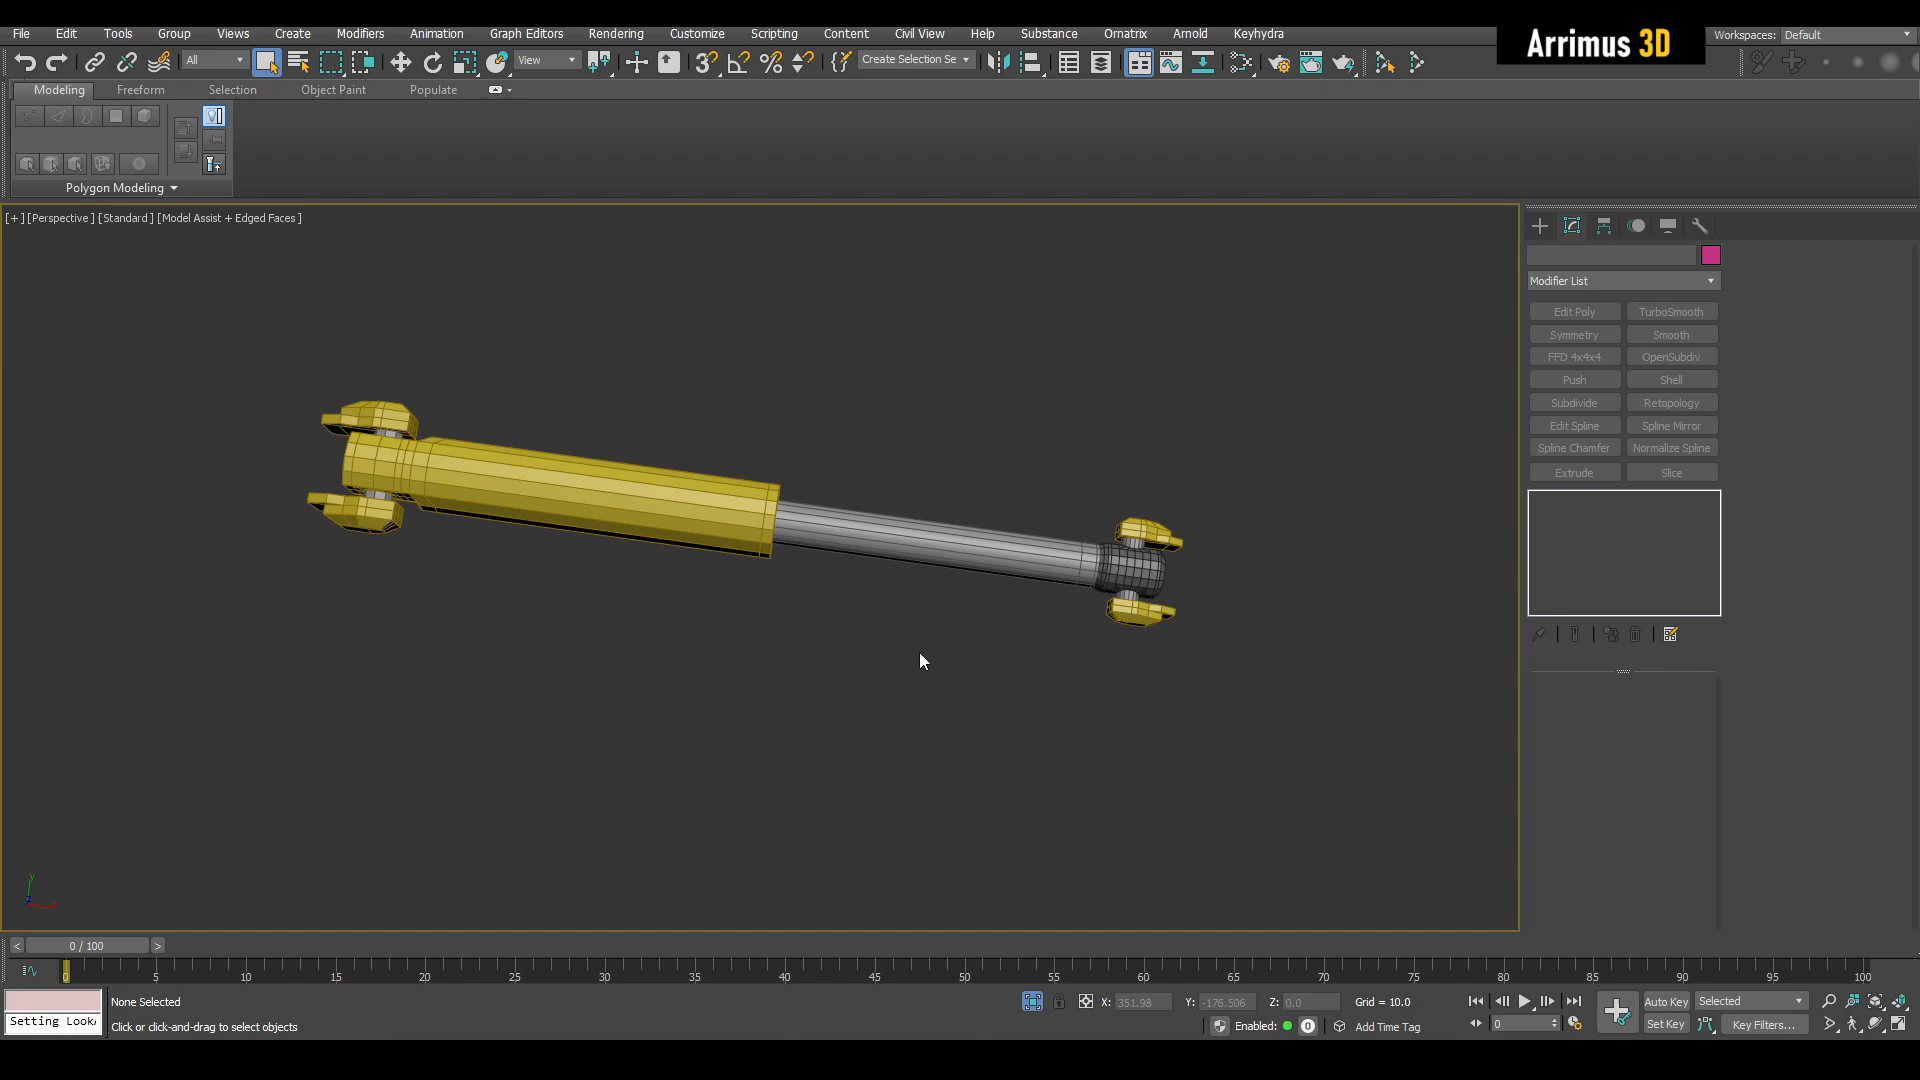 File Edit Tools Group Views Create Modifiers Animation Graph Editors Rendering Customize Scripting Content Civil View Help Substance Ornatrix Arnold Keyhydra
Arrimus 3D
Workspaces: Default
All
View
Create Selection Se
Modeling Freeform Selection Object Paint Populate
Polygon Modeling
[+] [Perspective] [Standard] [Model Assist + Edged Faces]
Modifier List
Edit Poly TurboSmooth
Symmetry Smooth
FFD 4x4x4 OpenSubdiv
Push Shell
Subdivide Retopology
Edit Spline Spline Mirror
Spline Chamfer Normalize Spline
Extrude Slice
y
z
< 0 / 100 >
0 5 10 15 20 25 30 35 40 45 50 55 60 65 70 75 80 85 90 95 100
None Selected
X: 351.98 Y: -176.506 Z: 0.0 Grid = 10.0
Auto Key Selected
Setting Look
Click or click-and-drag to select objects
Enabled: 0 Add Time Tag
0
Set Key Key Filters...